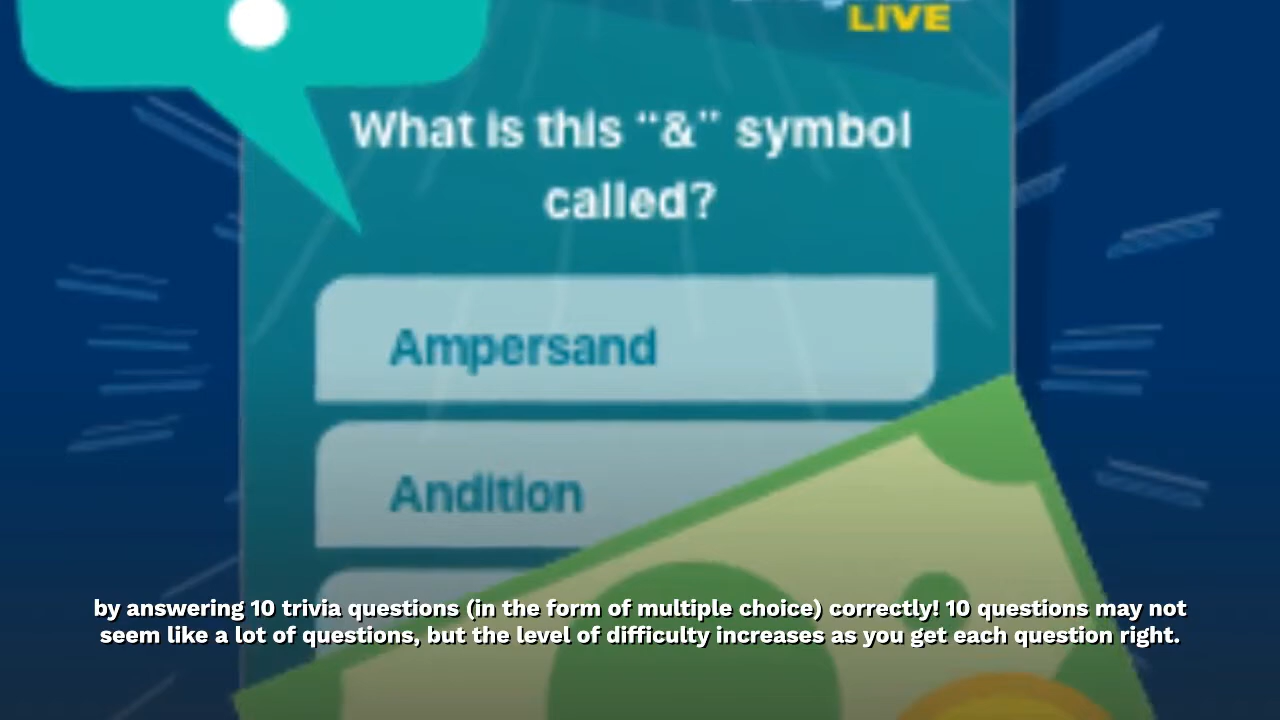 LIVE
What is this “&” symbol
called?
Ampersand
Andition
by answering 10 trivia questions (in the form of multiple choice) correctly! 10 questions may not
seem like a lot of questions, but the level of difficulty increases as you get each question right.